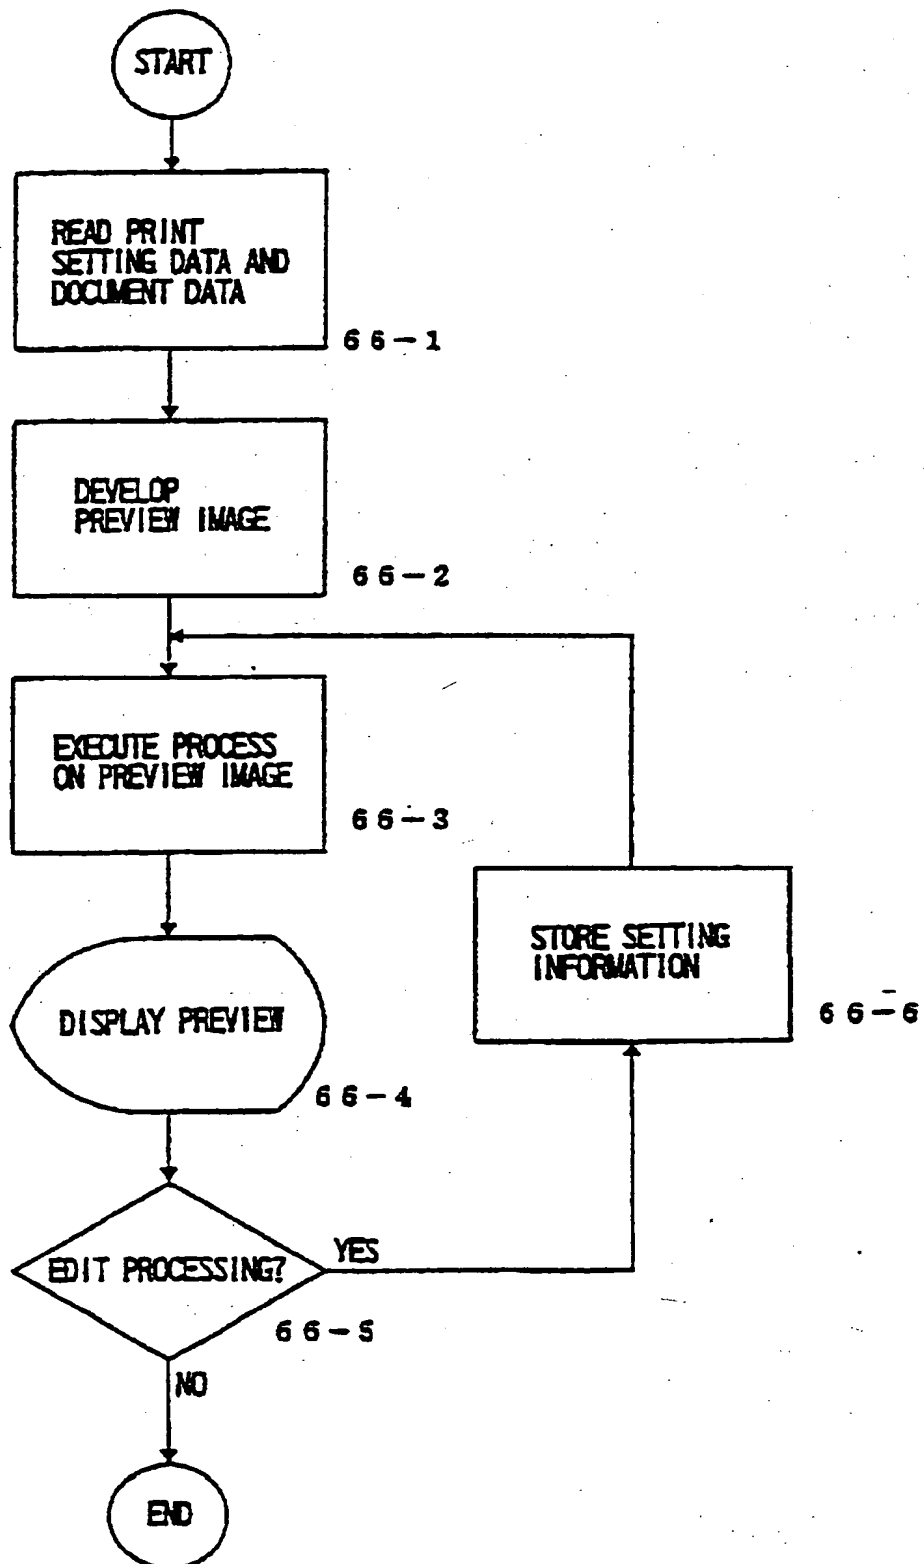 START
READ PRINT
SETTING DATA AND
DOCUMENT DATA
66-1
DEVELOP
PREVIEW IMAGE
66-2
EXECUTE PROCESS
ON PREVIEW IMAGE
66-3
STORE SETTING
INFORMATION
66-6
DISPLAY PREVIEW
66-4
EDIT PROCESSING?
YES
66-5
NO
END